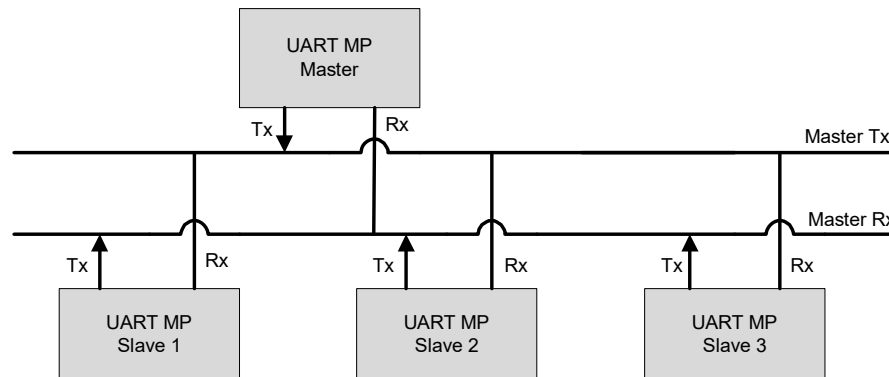 UART MP
Master
Tx
Rx
Master Tx
Master Rx
Tx
Rx
Tx
Rx
Tx
Rx
UART MP
Slave 1
UART MP
Slave 2
UART MP
Slave 3